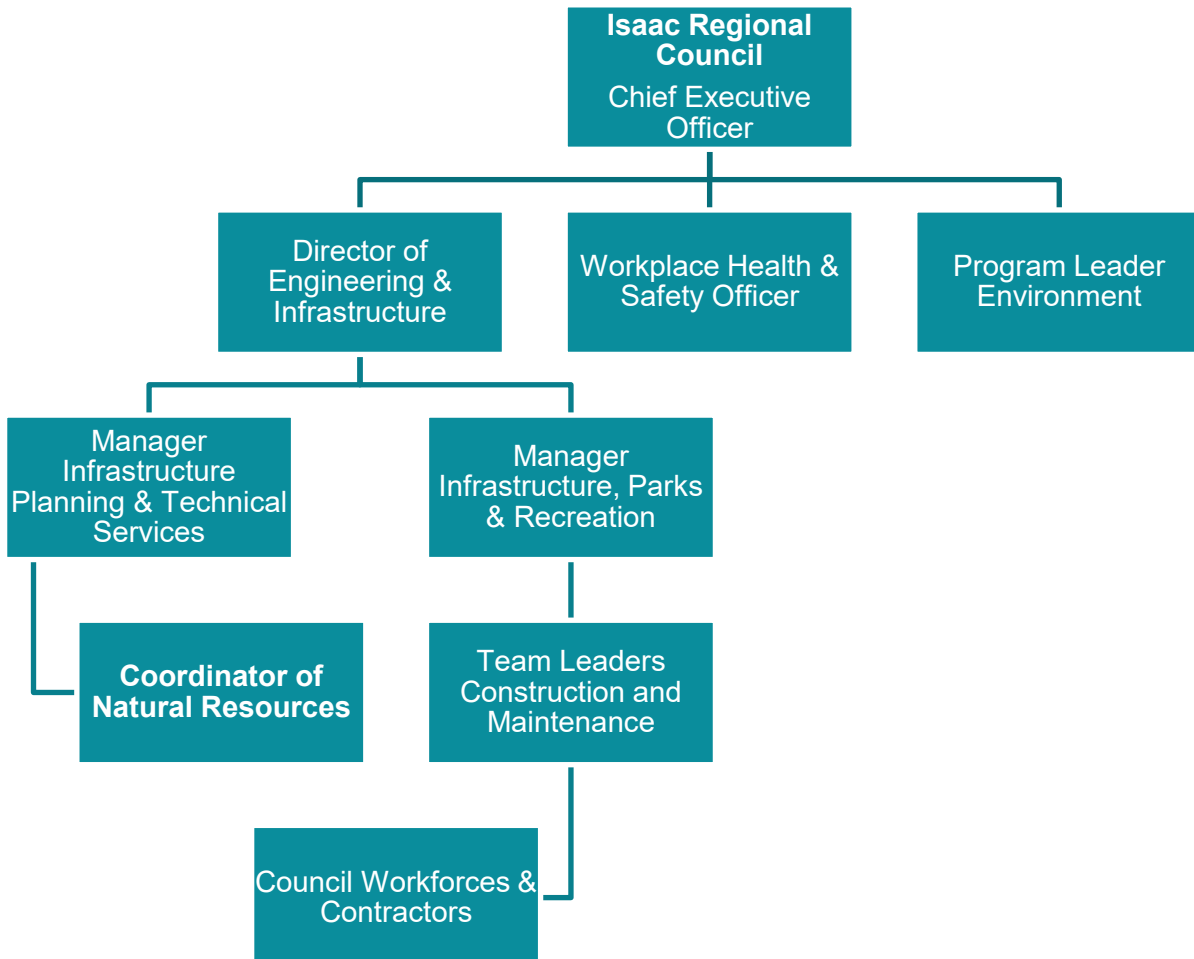 Isaac Regional
Council
Chief Executive
Officer
Director of
Engineering &
Infrastructure
Workplace Health &
Safety Officer
Program Leader
Environment
Manager
Infrastructure
Planning & Technical
Services
Manager
Infrastructure, Parks
& Recreation
Coordinator of
Natural Resources
Team Leaders
Construction and
Maintenance
Council Workforces &
Contractors